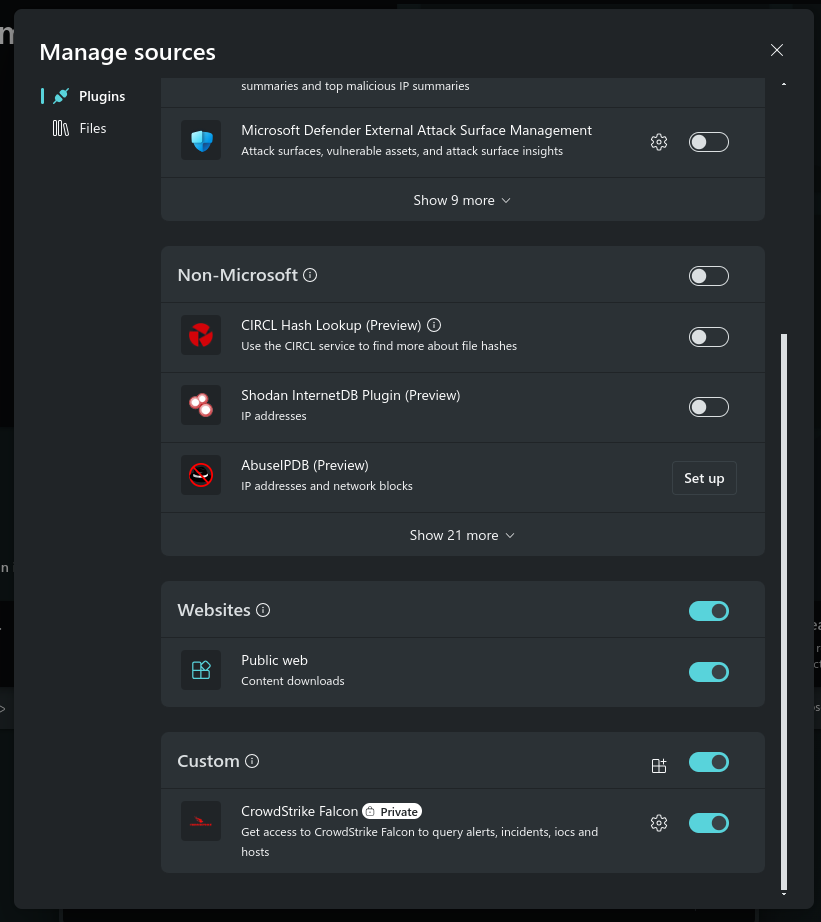 Manage sources
Plugins
Files
summaries and top malicious IP summaries
Microsoft Defender External Attack Surface Management
Attack surfaces, vulnerable assets, and attack surface insights
Show 9 more
Non-Microsoft
CIRCL Hash Lookup (Preview)
Use the CIRCL service to find more about file hashes
Shodan InternetDB Plugin (Preview)
IP addresses
AbuseIPDB (Preview)
IP addresses and network blocks
Set up
Show 21 more
Websites
Public web
Content downloads
Custom
CrowdStrike Falcon Private
Get access to CrowdStrike Falcon to query alerts, incidents, iocs and
hosts